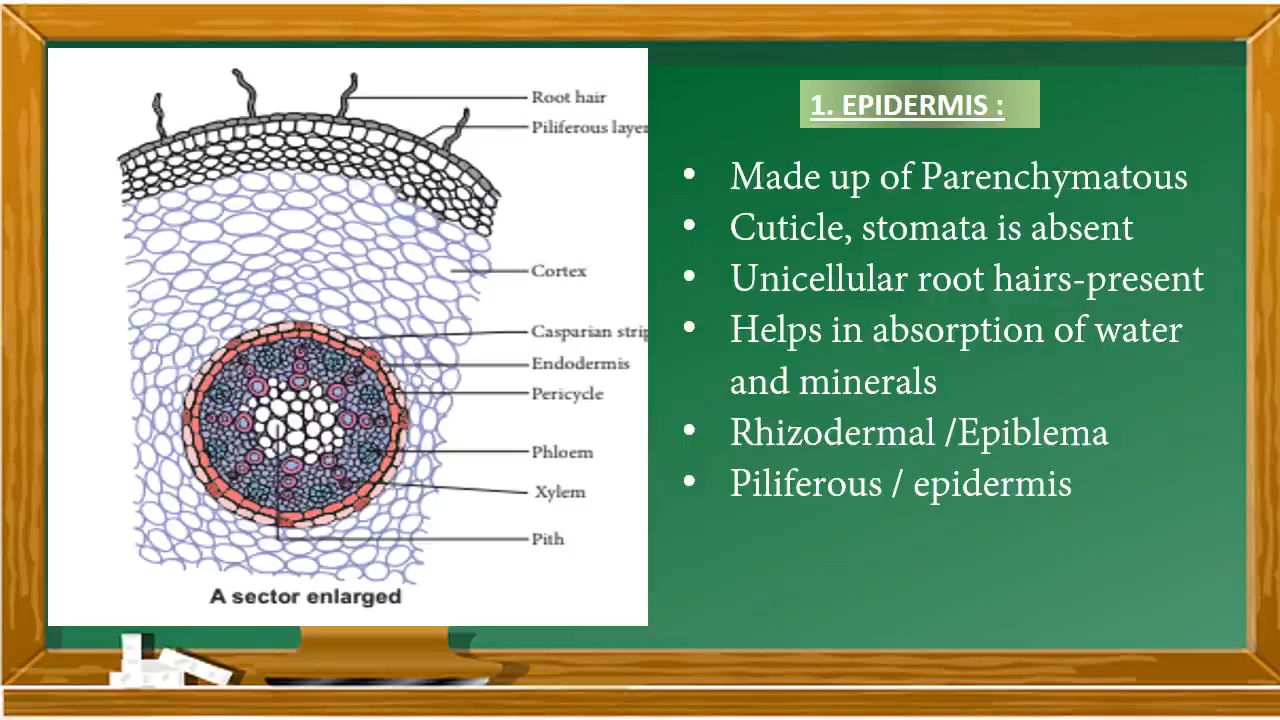 Root hair
Piliferous layer
Cortex
Casparian strip
Endodermis
Pericycle
Phloem
Xylem
Pith
A sector enlarged
1. EPIDERMIS :
• Made up of Parenchymatous
• Cuticle, stomata is absent
• Unicellular root hairs-present
• Helps in absorption of water
and minerals
• Rhizodermal /Epiblema
• Piliferous / epidermis